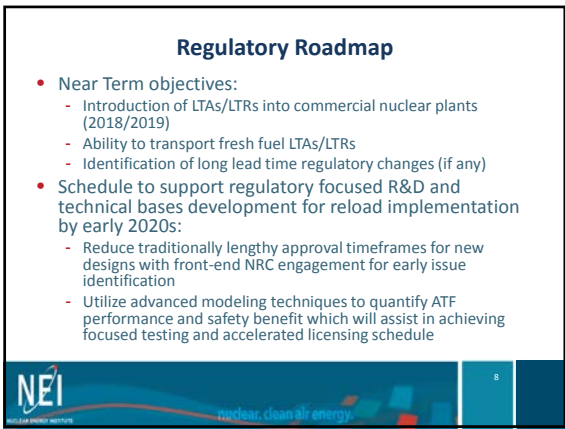 Regulatory Roadmap
• Near Term objectives:
- Introduction of LTAs/LTRs into commercial nuclear plants
(2018/2019)
- Ability to transport fresh fuel LTAs/LTRs
- Identification of long lead time regulatory changes (if any)
• Schedule to support regulatory focused R&D and
technical bases development for reload implementation
by early 2020s:
- Reduce traditionally lengthy approval timeframes for new
designs with front-end NRC engagement for early issue
identification
- Utilize advanced modeling techniques to quantify ATF
performance and safety benefit which will assist in achieving
focused testing and accelerated licensing schedule
8
NEI
NUCLEAR ENERGY INSTITUTE
nuclear. clean air energy.